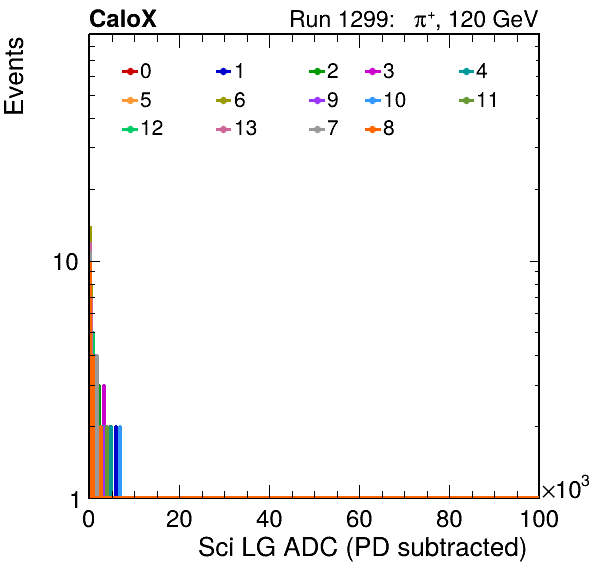 CaloX Run 1299: π⁺, 120 GeV
Events
0 1 2 3 4
5 6 9 10 11
12 13 7 8
10
1
0 20 40 60 80 100
×10³
Sci LG ADC (PD subtracted)